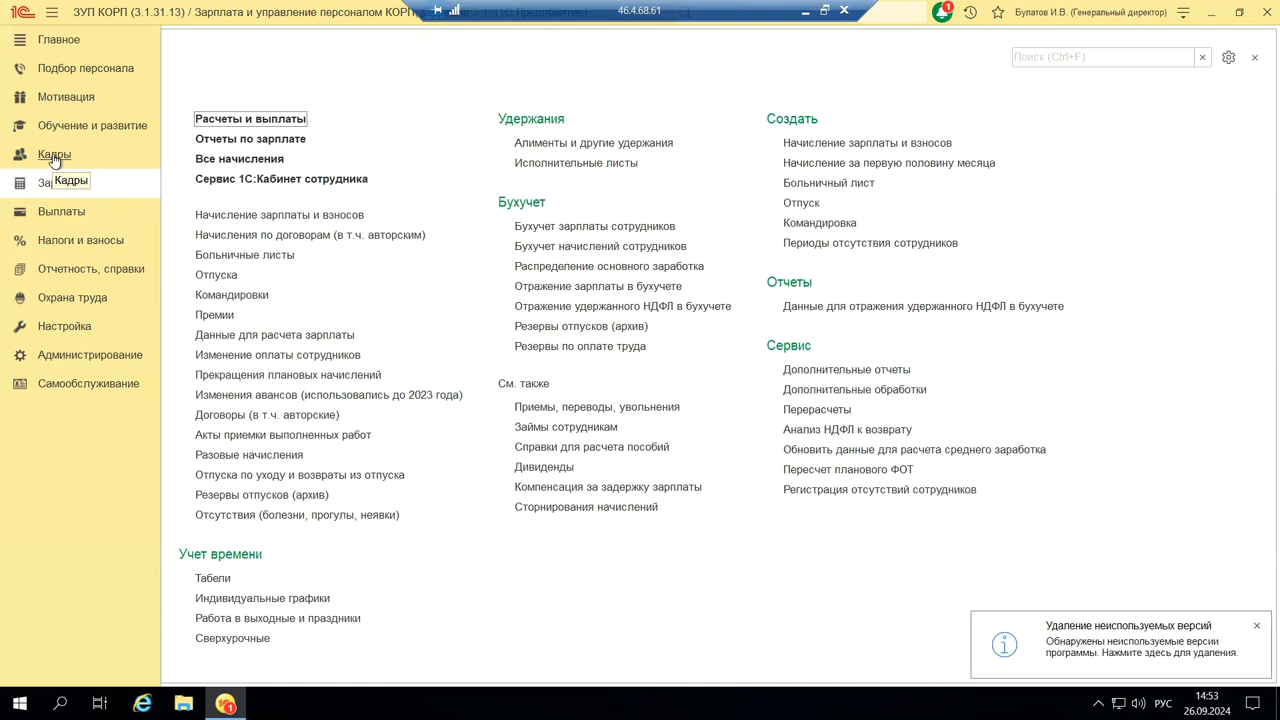 ЗУП КОРП (3.1.31.13) / Зарплата и управление персоналом КОРП
46.4.68.61
1
Булатов И.В. (Генеральный директор)
Главное
Подбор персонала
Мотивация
Обучение и развитие
Кадры
Кадры
Выплаты
Налоги и взносы
Отчетность, справки
Охрана труда
Настройка
Администрирование
Самообслуживание
Поиск (Ctrl+F)
Расчеты и выплаты
Отчеты по зарплате
Все начисления
Сервис 1С:Кабинет сотрудника
Начисление зарплаты и взносов
Начисления по договорам (в т.ч. авторским)
Больничные листы
Отпуска
Командировки
Премии
Данные для расчета зарплаты
Изменение оплаты сотрудников
Прекращения плановых начислений
Изменения авансов (использовались до 2023 года)
Договоры (в т.ч. авторские)
Акты приемки выполненных работ
Разовые начисления
Отпуска по уходу и возвраты из отпуска
Резервы отпусков (архив)
Отсутствия (болезни, прогулы, неявки)
Учет времени
Табели
Индивидуальные графики
Работа в выходные и праздники
Сверхурочные
Удержания
Алименты и другие удержания
Исполнительные листы
Бухучет
Бухучет зарплаты сотрудников
Бухучет начислений сотрудников
Распределение основного заработка
Отражение зарплаты в бухучете
Отражение удержанного НДФЛ в бухучете
Резервы отпусков (архив)
Резервы по оплате труда
См. также
Приемы, переводы, увольнения
Займы сотрудникам
Справки для расчета пособий
Дивиденды
Компенсация за задержку зарплаты
Сторнирования начислений
Создать
Начисление зарплаты и взносов
Начисление за первую половину месяца
Больничный лист
Отпуск
Командировка
Периоды отсутствия сотрудников
Отчеты
Данные для отражения удержанного НДФЛ в бухучете
Сервис
Дополнительные отчеты
Дополнительные обработки
Перерасчеты
Анализ НДФЛ к возврату
Обновить данные для расчета среднего заработка
Пересчет планового ФОТ
Регистрация отсутствий сотрудников
Удаление неиспользуемых версий
Обнаружены неиспользуемые версии
программы. Нажмите здесь для удаления.
1
РУС
14:53
26.09.2024